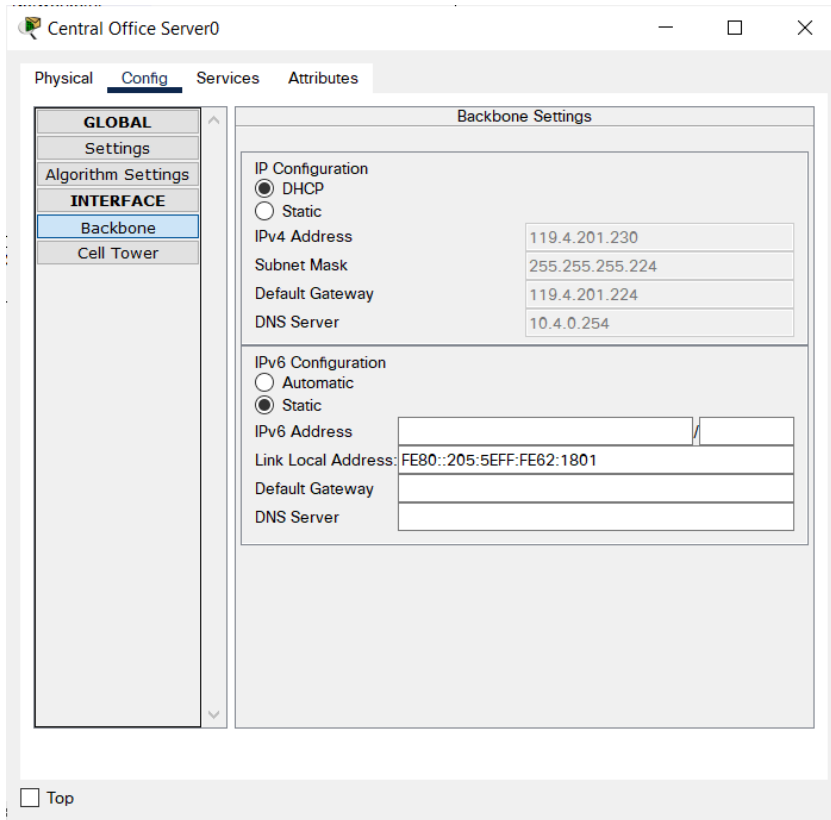 Central Office Server0
Physical Config Services Attributes
GLOBAL
Settings
Algorithm Settings
INTERFACE
Backbone
Cell Tower
Backbone Settings
IP Configuration
DHCP
Static
IPv4 Address 119.4.201.230
Subnet Mask 255.255.255.224
Default Gateway 119.4.201.224
DNS Server 10.4.0.254
IPv6 Configuration
Automatic
Static
IPv6 Address /
Link Local Address: FE80::205:5EFF:FE62:1801
Default Gateway
DNS Server
Top